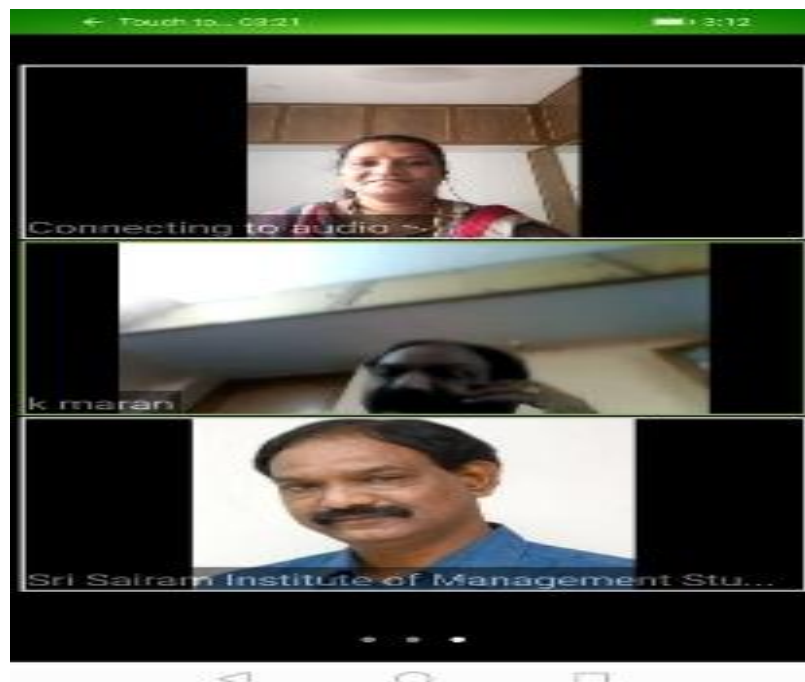 ← Touch to... 03:21
3:12
Connecting to audio
k maran
Sri Sairam Institute of Management Stu...